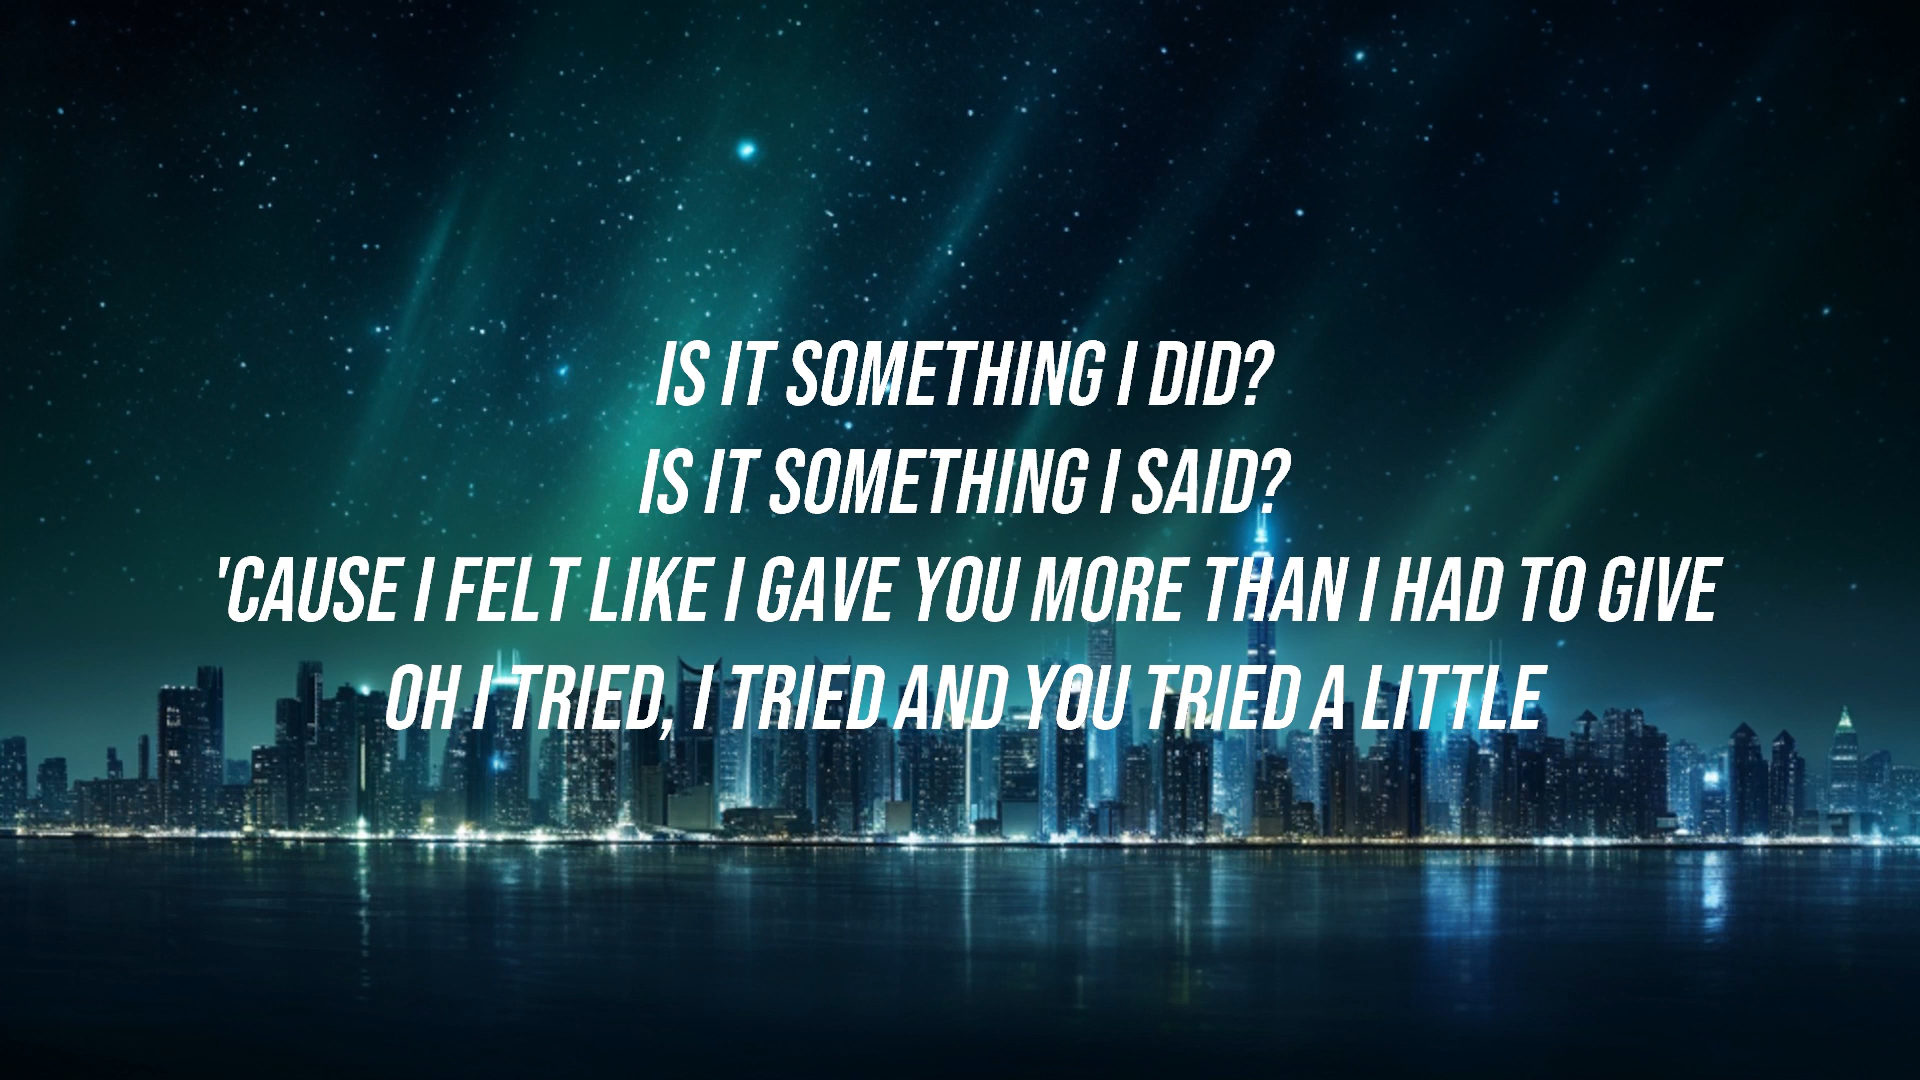 IS IT SOMETHING I DID?
IS IT SOMETHING I SAID?
'CAUSE I FELT LIKE I GAVE YOU MORE THAN I HAD TO GIVE
OH I TRIED, I TRIED AND YOU TRIED A LITTLE